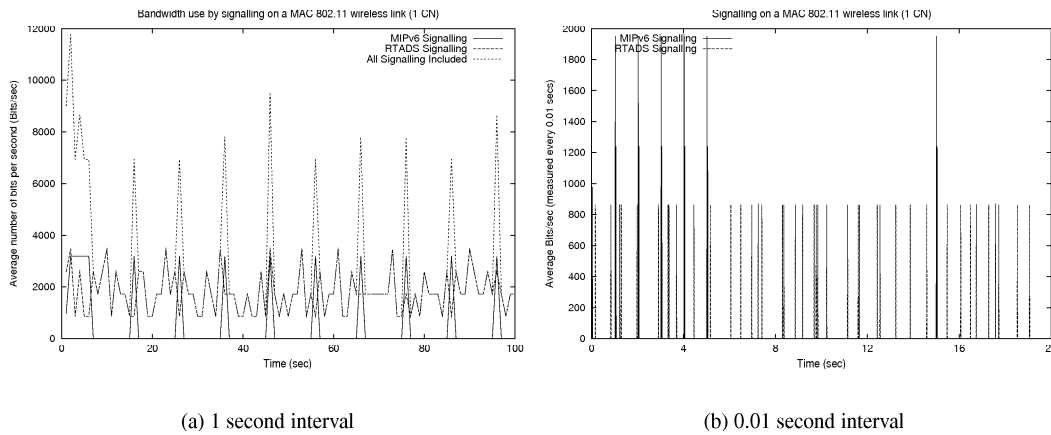 Bandwidth use by signalling on a MAC 802.11 wireless link (1 CN)
12000
10000
8000
6000
4000
2000
0
Average number of bits per second (Bits/sec)
MIPv6 Signalling
RTADS Signalling
All Signalling Included
0 20 40 60 80 100
Time (sec)
(a) 1 second interval
Signalling on a MAC 802.11 wireless link (1 CN)
2000
1800
1600
1400
1200
1000
800
600
400
200
0
Average Bits/sec (measured every 0.01 secs)
MIPv6 Signalling
RTADS Signalling
0 4 8 12 16
Time (sec)
(b) 0.01 second interval